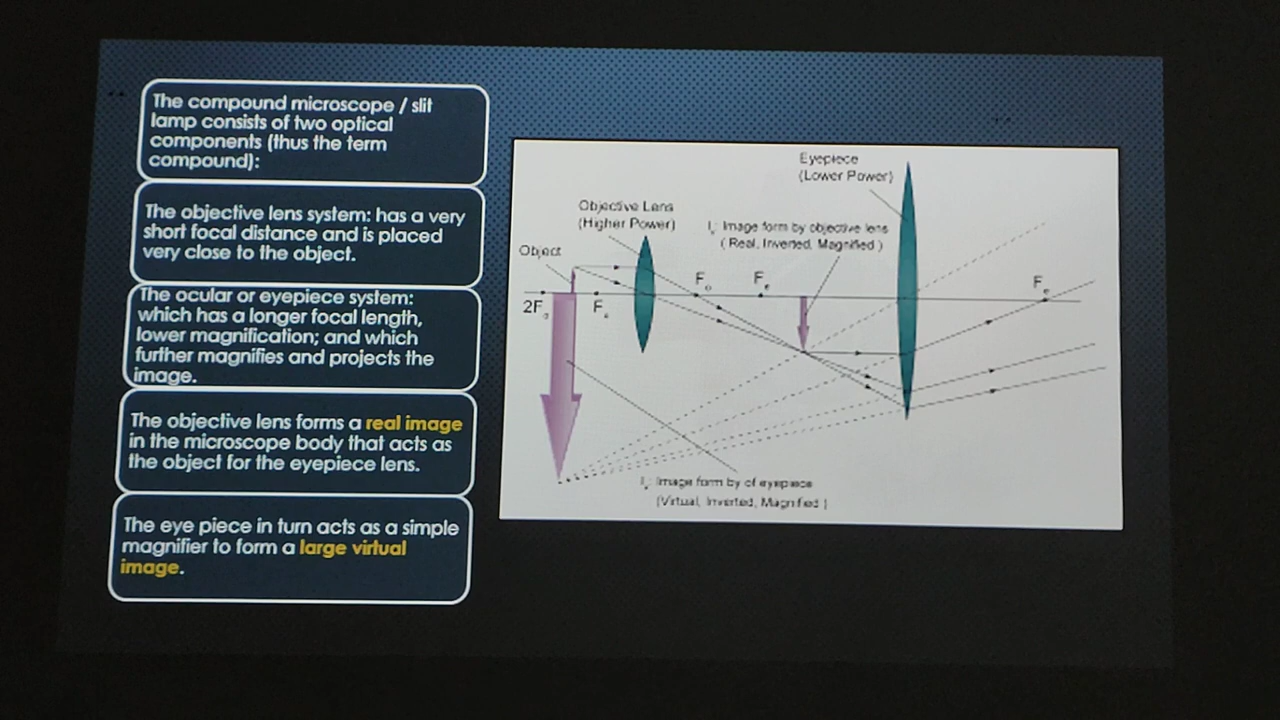 The compound microscope / slit
lamp consists of two optical
components (thus the term
compound):
The objective lens system: has a very
short focal distance and is placed
very close to the object.
The ocular or eyepiece system:
which has a longer focal length,
lower magnification; and which
further magnifies and projects the
image.
The objective lens forms a real image
in the microscope body that acts as
the object for the eyepiece lens.
The eye piece in turn acts as a simple
magnifier to form a large virtual
image.
Eyepiece
(Lower Power)
Objective Lens
(Higher Power)
Image form by objective lens
( Real, Inverted, Magnified )
Object
2F
F
F
F
F
Image form by of eyepiece
(Virtual, Inverted, Magnified )